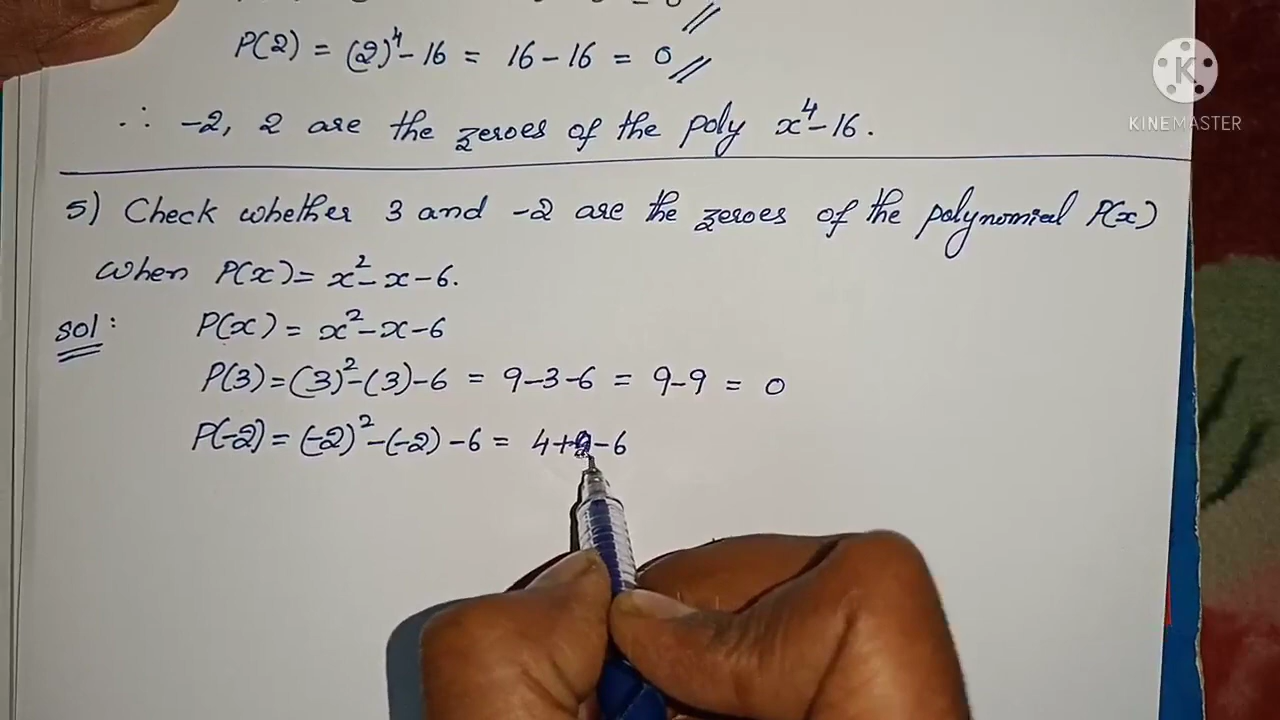 P(2) = (2)⁴ - 16 = 16 - 16 = 0 //
∴ -2, 2 are the zeroes of the poly x⁴ - 16.
5) Check whether 3 and -2 are the zeroes of the polynomial P(x)
when P(x) = x² - x - 6.
Sol: P(x) = x² - x - 6
P(3) = (3)² - (3) - 6 = 9 - 3 - 6 = 9 - 9 = 0
P(-2) = (-2)² - (-2) - 6 = 4 + 2 - 6
KINEMASTER